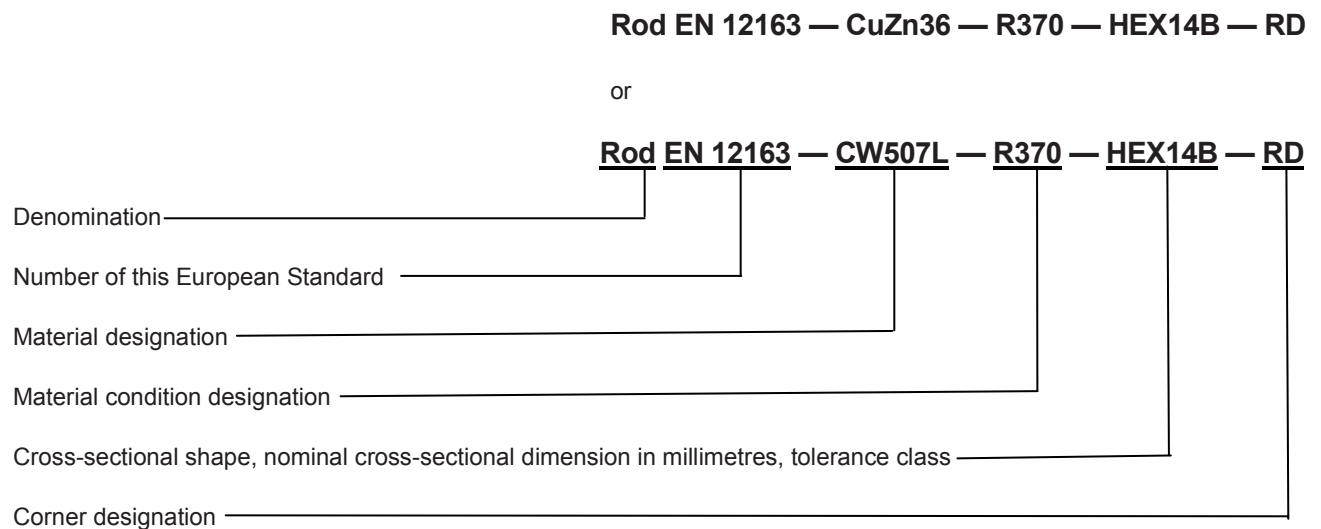 Rod EN 12163 — CuZn36 — R370 — HEX14B — RD
or
Rod EN 12163 — CW507L — R370 — HEX14B — RD
Denomination
Number of this European Standard
Material designation
Material condition designation
Cross-sectional shape, nominal cross-sectional dimension in millimetres, tolerance class
Corner designation